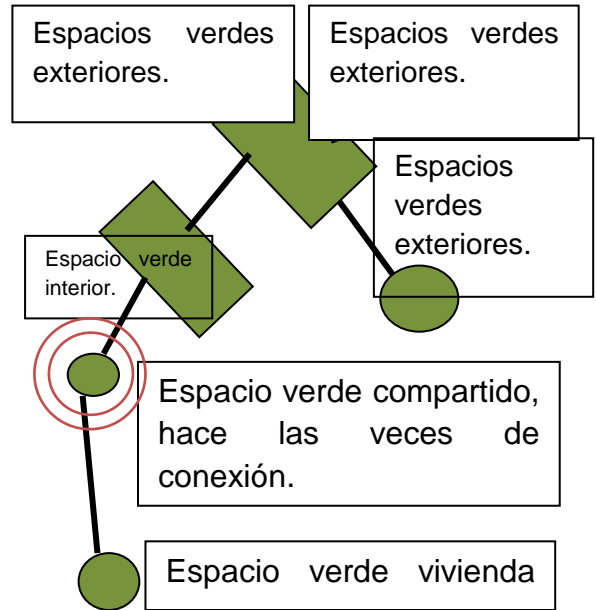 Espacios verdes
exteriores.
Espacios verdes
exteriores.
Espacios
verdes
exteriores.
Espacio verde
interior.
Espacio verde compartido,
hace las veces de
conexión.
Espacio verde vivienda